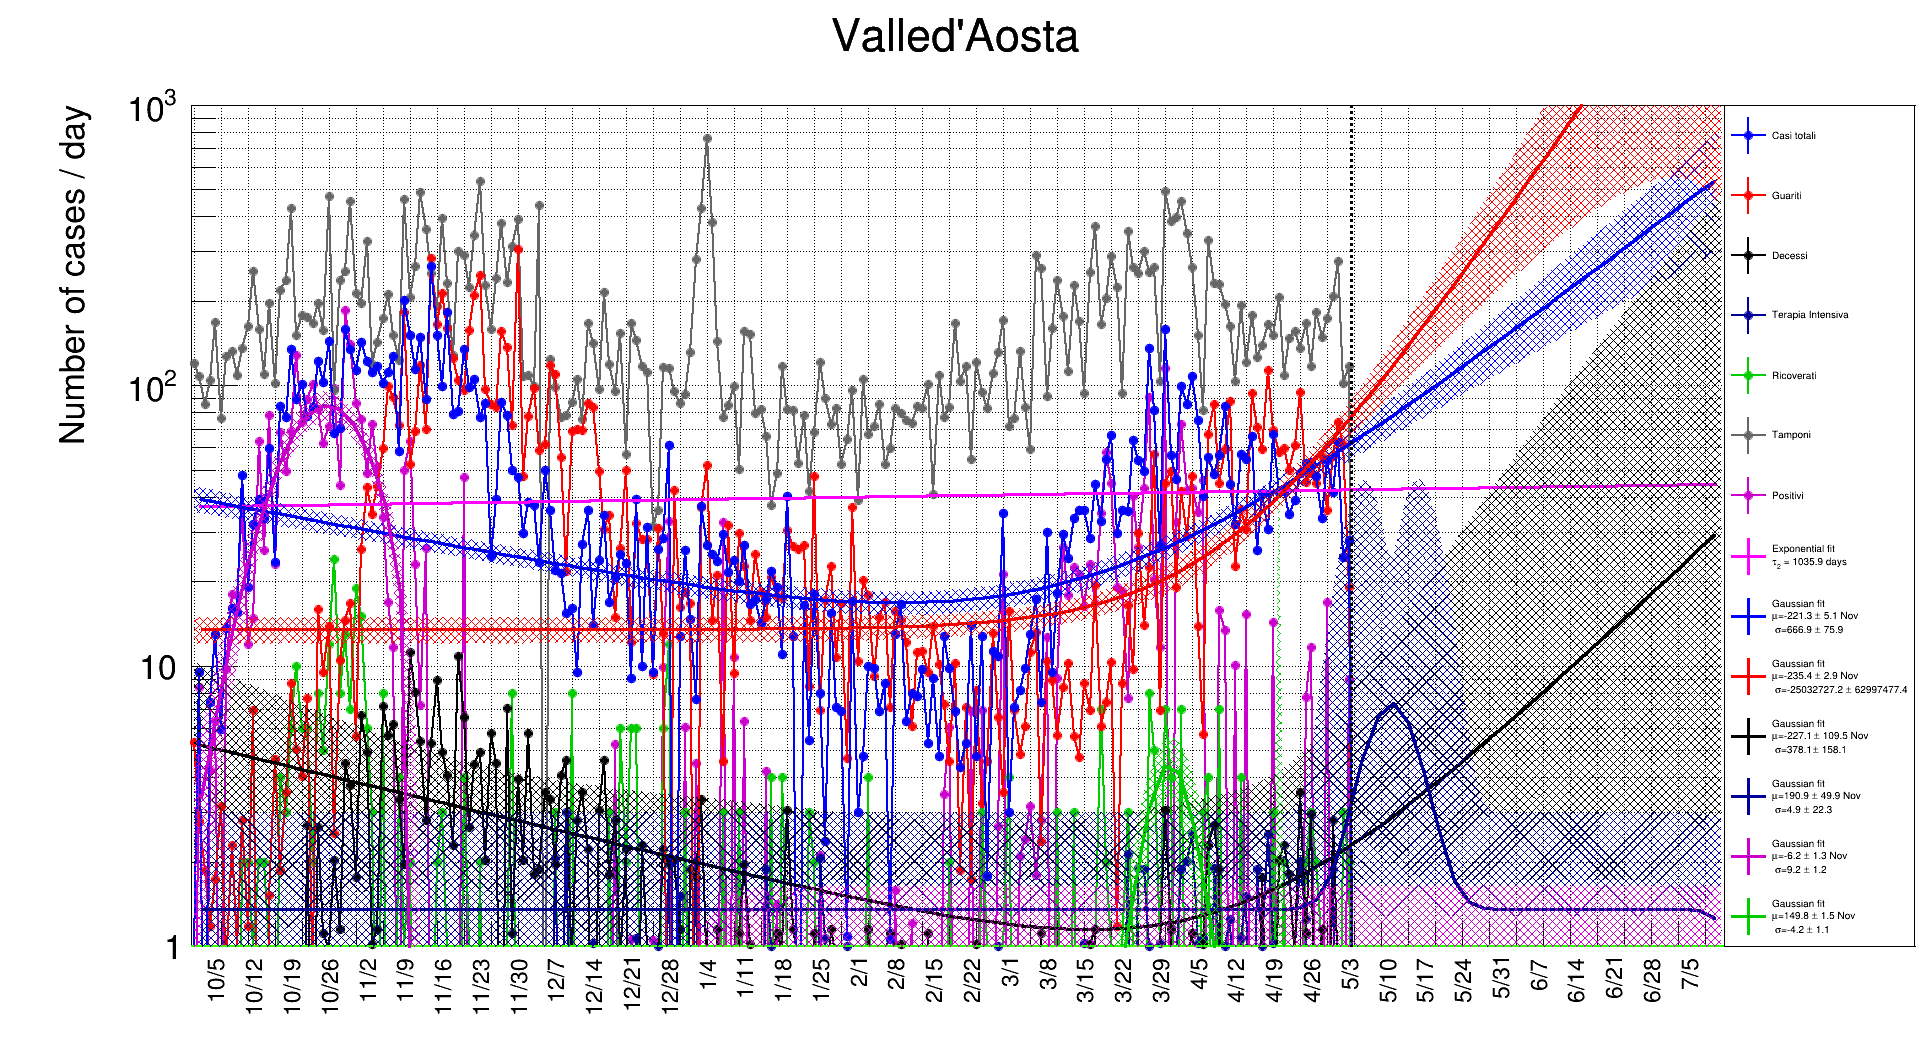 Valled'Aosta
Number of cases / day
10³
10²
10
1
10/5
10/12
10/19
10/26
11/2
11/9
11/16
11/23
11/30
12/7
12/14
12/21
12/28
1/4
1/11
1/18
1/25
2/1
2/8
2/15
2/22
3/1
3/8
3/15
3/22
3/29
4/5
4/12
4/19
4/26
5/3
5/10
5/17
5/24
5/31
6/7
6/14
6/21
6/28
7/5
Casi totali
Guariti
Decessi
Terapia Intensiva
Ricoverati
Tamponi
Positivi
Exponential fit
τ₂ = 1035.9 days
Gaussian fit
μ=-221.3 ± 5.1 Nov
σ=666.9 ± 75.9
Gaussian fit
μ=-235.4 ± 2.9 Nov
σ=-25032727.2 ± 62997477.4
Gaussian fit
μ=-227.1 ± 109.5 Nov
σ=378.1 ± 158.1
Gaussian fit
μ=190.9 ± 49.9 Nov
σ=4.9 ± 22.3
Gaussian fit
μ=-6.2 ± 1.3 Nov
σ=9.2 ± 1.2
Gaussian fit
μ=149.8 ± 1.5 Nov
σ=-4.2 ± 1.1